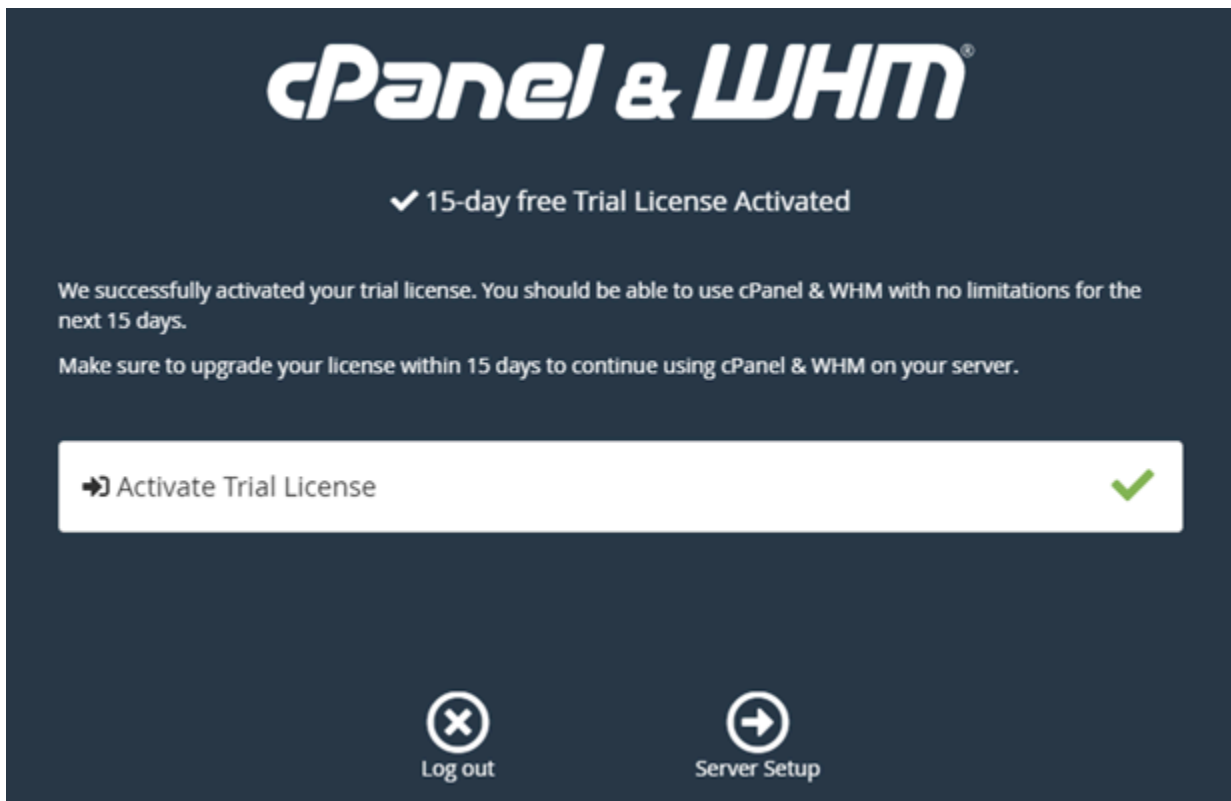 cPanel & WHM®
15-day free Trial License Activated
We successfully activated your trial license. You should be able to use cPanel & WHM with no limitations for the
next 15 days.
Make sure to upgrade your license within 15 days to continue using cPanel & WHM on your server.
Activate Trial License
Log out
Server Setup